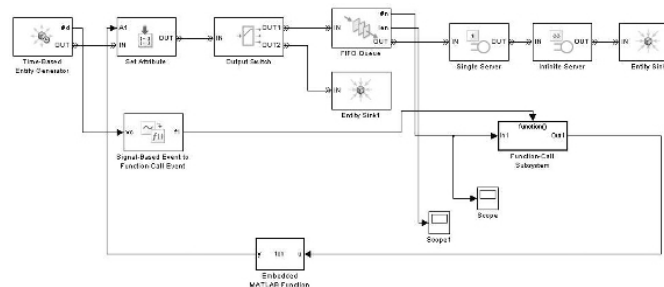 #d
OUT
Time-Based
Entity Generator
A1
IN
OUT
Set Attribute
IN
OUT1
OUT2
Output Switch
IN
#n
len
OUT
FIFO Queue
IN
OUT
Single Server
IN
OUT
Infinite Server
IN
Entity Sink
IN
Entity Sink1
vc
f()
Signal-Based Event to
Function-Call Event
function()
In1
Out1
Function-Call
Subsystem
Scope
Scope1
y
u
Embedded
MATLAB Function